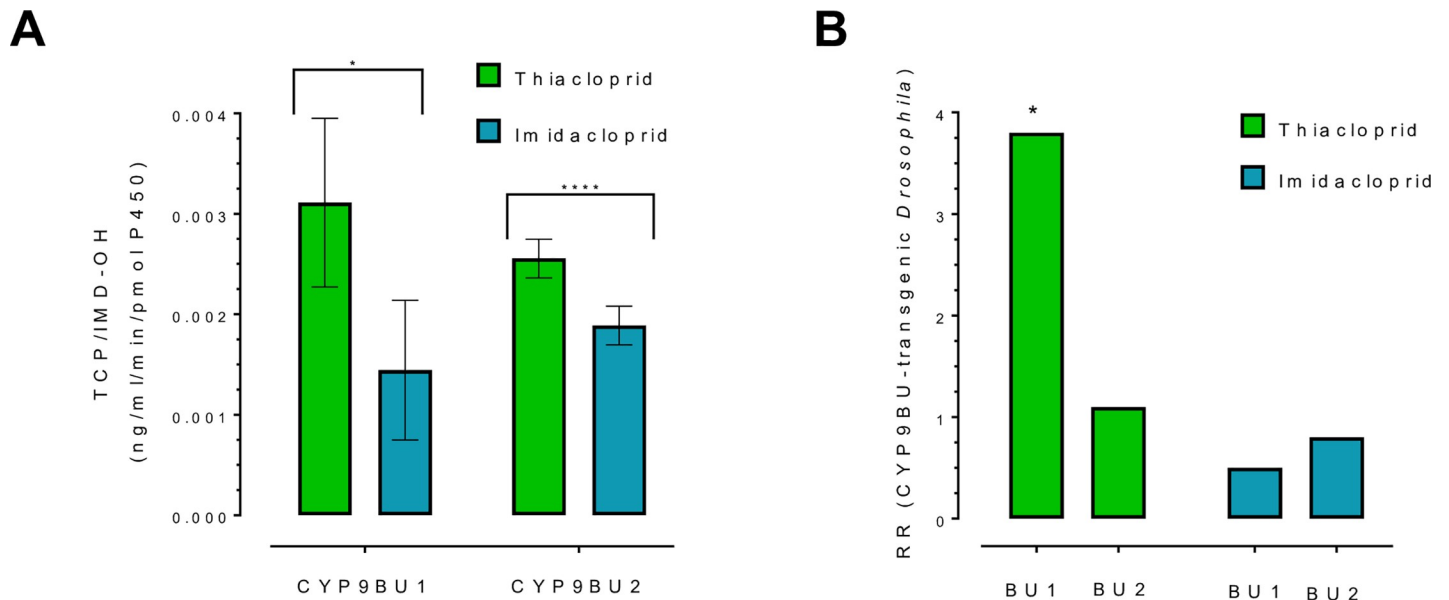 A
*
Thiacloprid
Imidacloprid
****
0.004
0.003
0.002
0.001
0.000
TCP/IMD-OH
(ng/ml/min/pmol P450)
CYP9BU1
CYP9BU2
B
*
Thiacloprid
Imidacloprid
4
3
2
1
0
RR (CYP9BU-transgenic Drosophila)
BU1
BU2
BU1
BU2